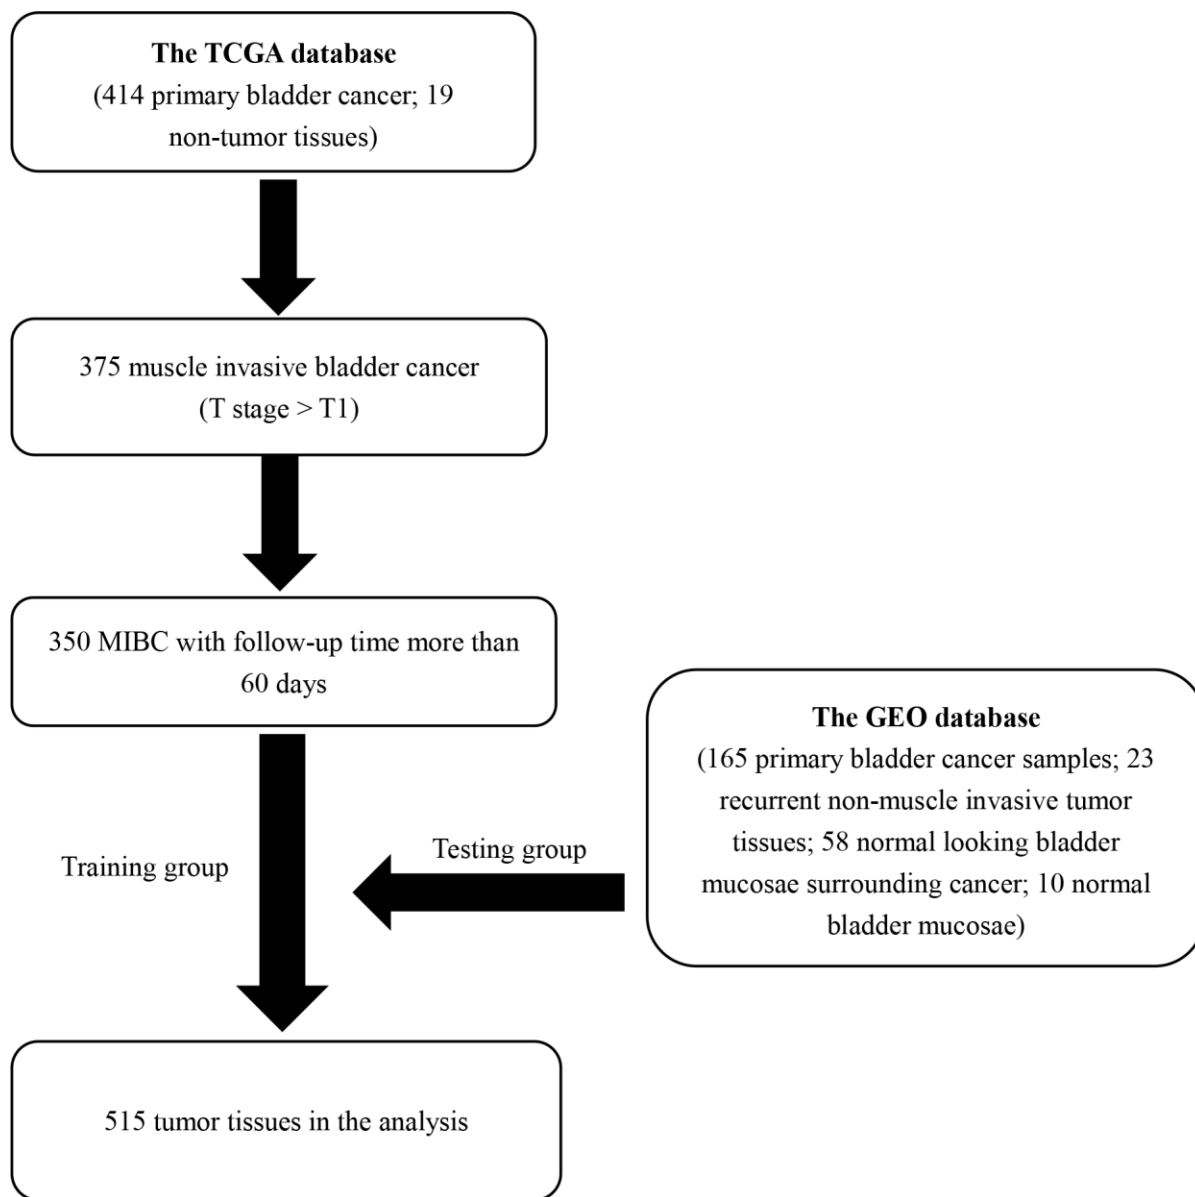 The TCGA database
(414 primary bladder cancer; 19
non-tumor tissues)
375 muscle invasive bladder cancer
(T stage > T1)
350 MIBC with follow-up time more than
60 days
The GEO database
(165 primary bladder cancer samples; 23
recurrent non-muscle invasive tumor
tissues; 58 normal looking bladder
mucosae surrounding cancer; 10 normal
bladder mucosae)
Training group
Testing group
515 tumor tissues in the analysis